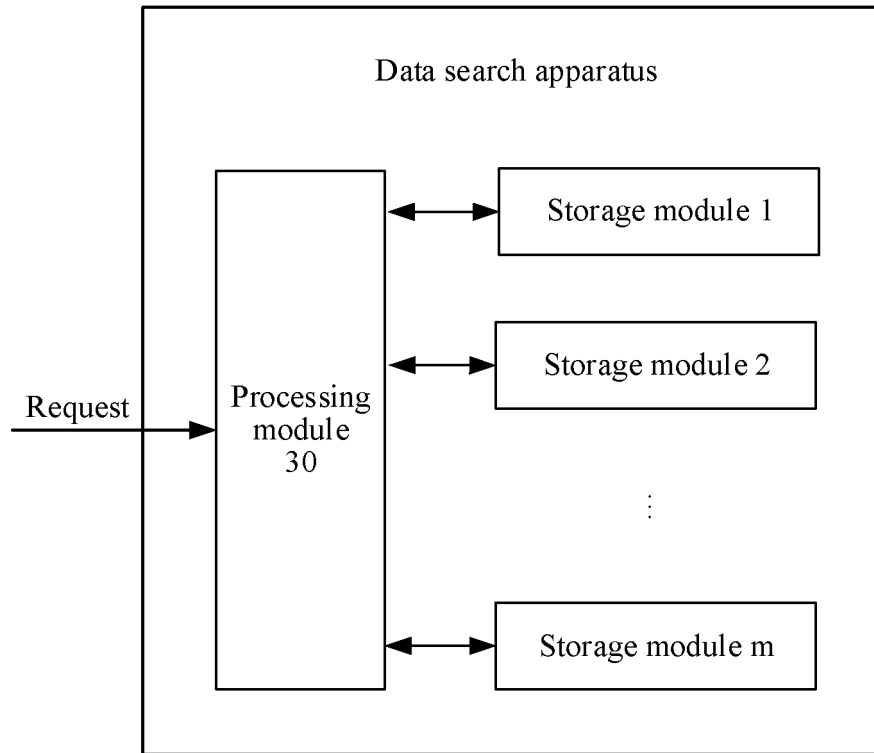 Data search apparatus
Storage module 1
Storage module 2
Request
Processing
module
30
⋮
Storage module m